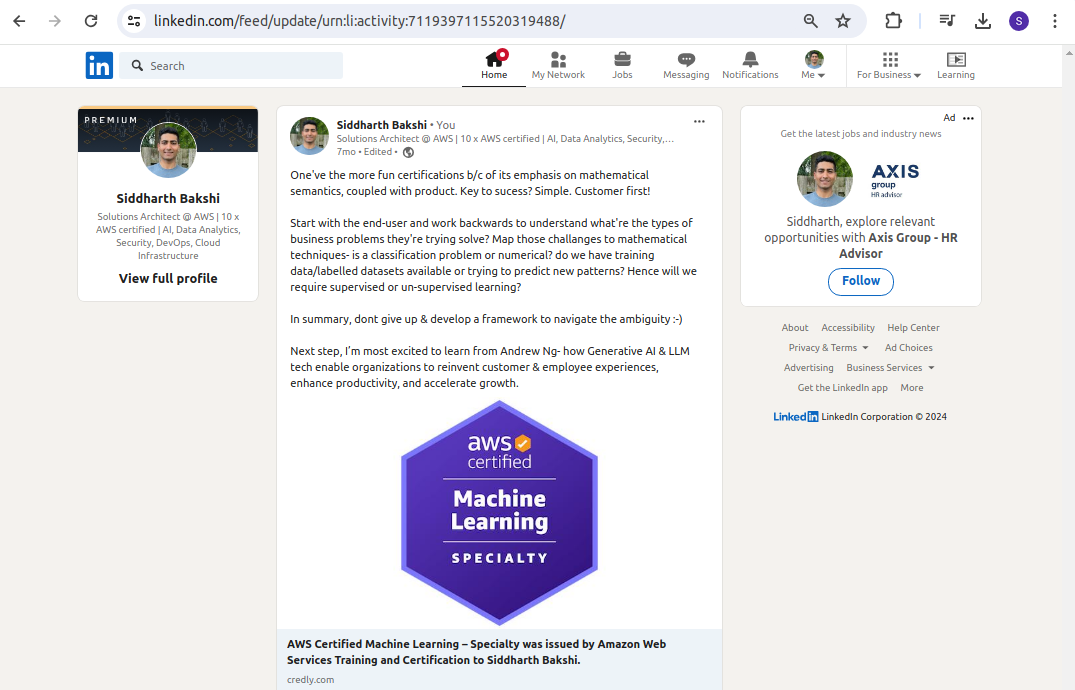 linkedin.com/feed/update/urn:li:activity:7119397115520319488/
S
in
Search
Home
My Network
Jobs
Messaging
Notifications
Me
For Business
Learning
PREMIUM
Siddharth Bakshi
Solutions Architect @ AWS | 10 x
AWS certified | AI, Data Analytics,
Security, DevOps, Cloud
Infrastructure
View full profile
Siddharth Bakshi • You
Solutions Architect @ AWS | 10 x AWS certified | AI, Data Analytics, Security,...
7mo • Edited •
One've the more fun certifications b/c of its emphasis on mathematical
semantics, coupled with product. Key to sucess? Simple. Customer first!
Start with the end-user and work backwards to understand what're the types of
business problems they're trying solve? Map those challenges to mathematical
techniques- is a classification problem or numerical? do we have training
data/labelled datasets available or trying to predict new patterns? Hence will we
require supervised or un-supervised learning?
In summary, dont give up & develop a framework to navigate the ambiguity :-)
Next step, I'm most excited to learn from Andrew Ng- how Generative AI & LLM
tech enable organizations to reinvent customer & employee experiences,
enhance productivity, and accelerate growth.
aws
certified
Machine
Learning
SPECIALTY
AWS Certified Machine Learning – Specialty was issued by Amazon Web
Services Training and Certification to Siddharth Bakshi.
credly.com
Ad
Get the latest jobs and industry news
AXIS
group
HR advisor
Siddharth, explore relevant
opportunities with Axis Group - HR
Advisor
Follow
About Accessibility Help Center
Privacy & Terms Ad Choices
Advertising Business Services
Get the LinkedIn app More
LinkedIn LinkedIn Corporation © 2024